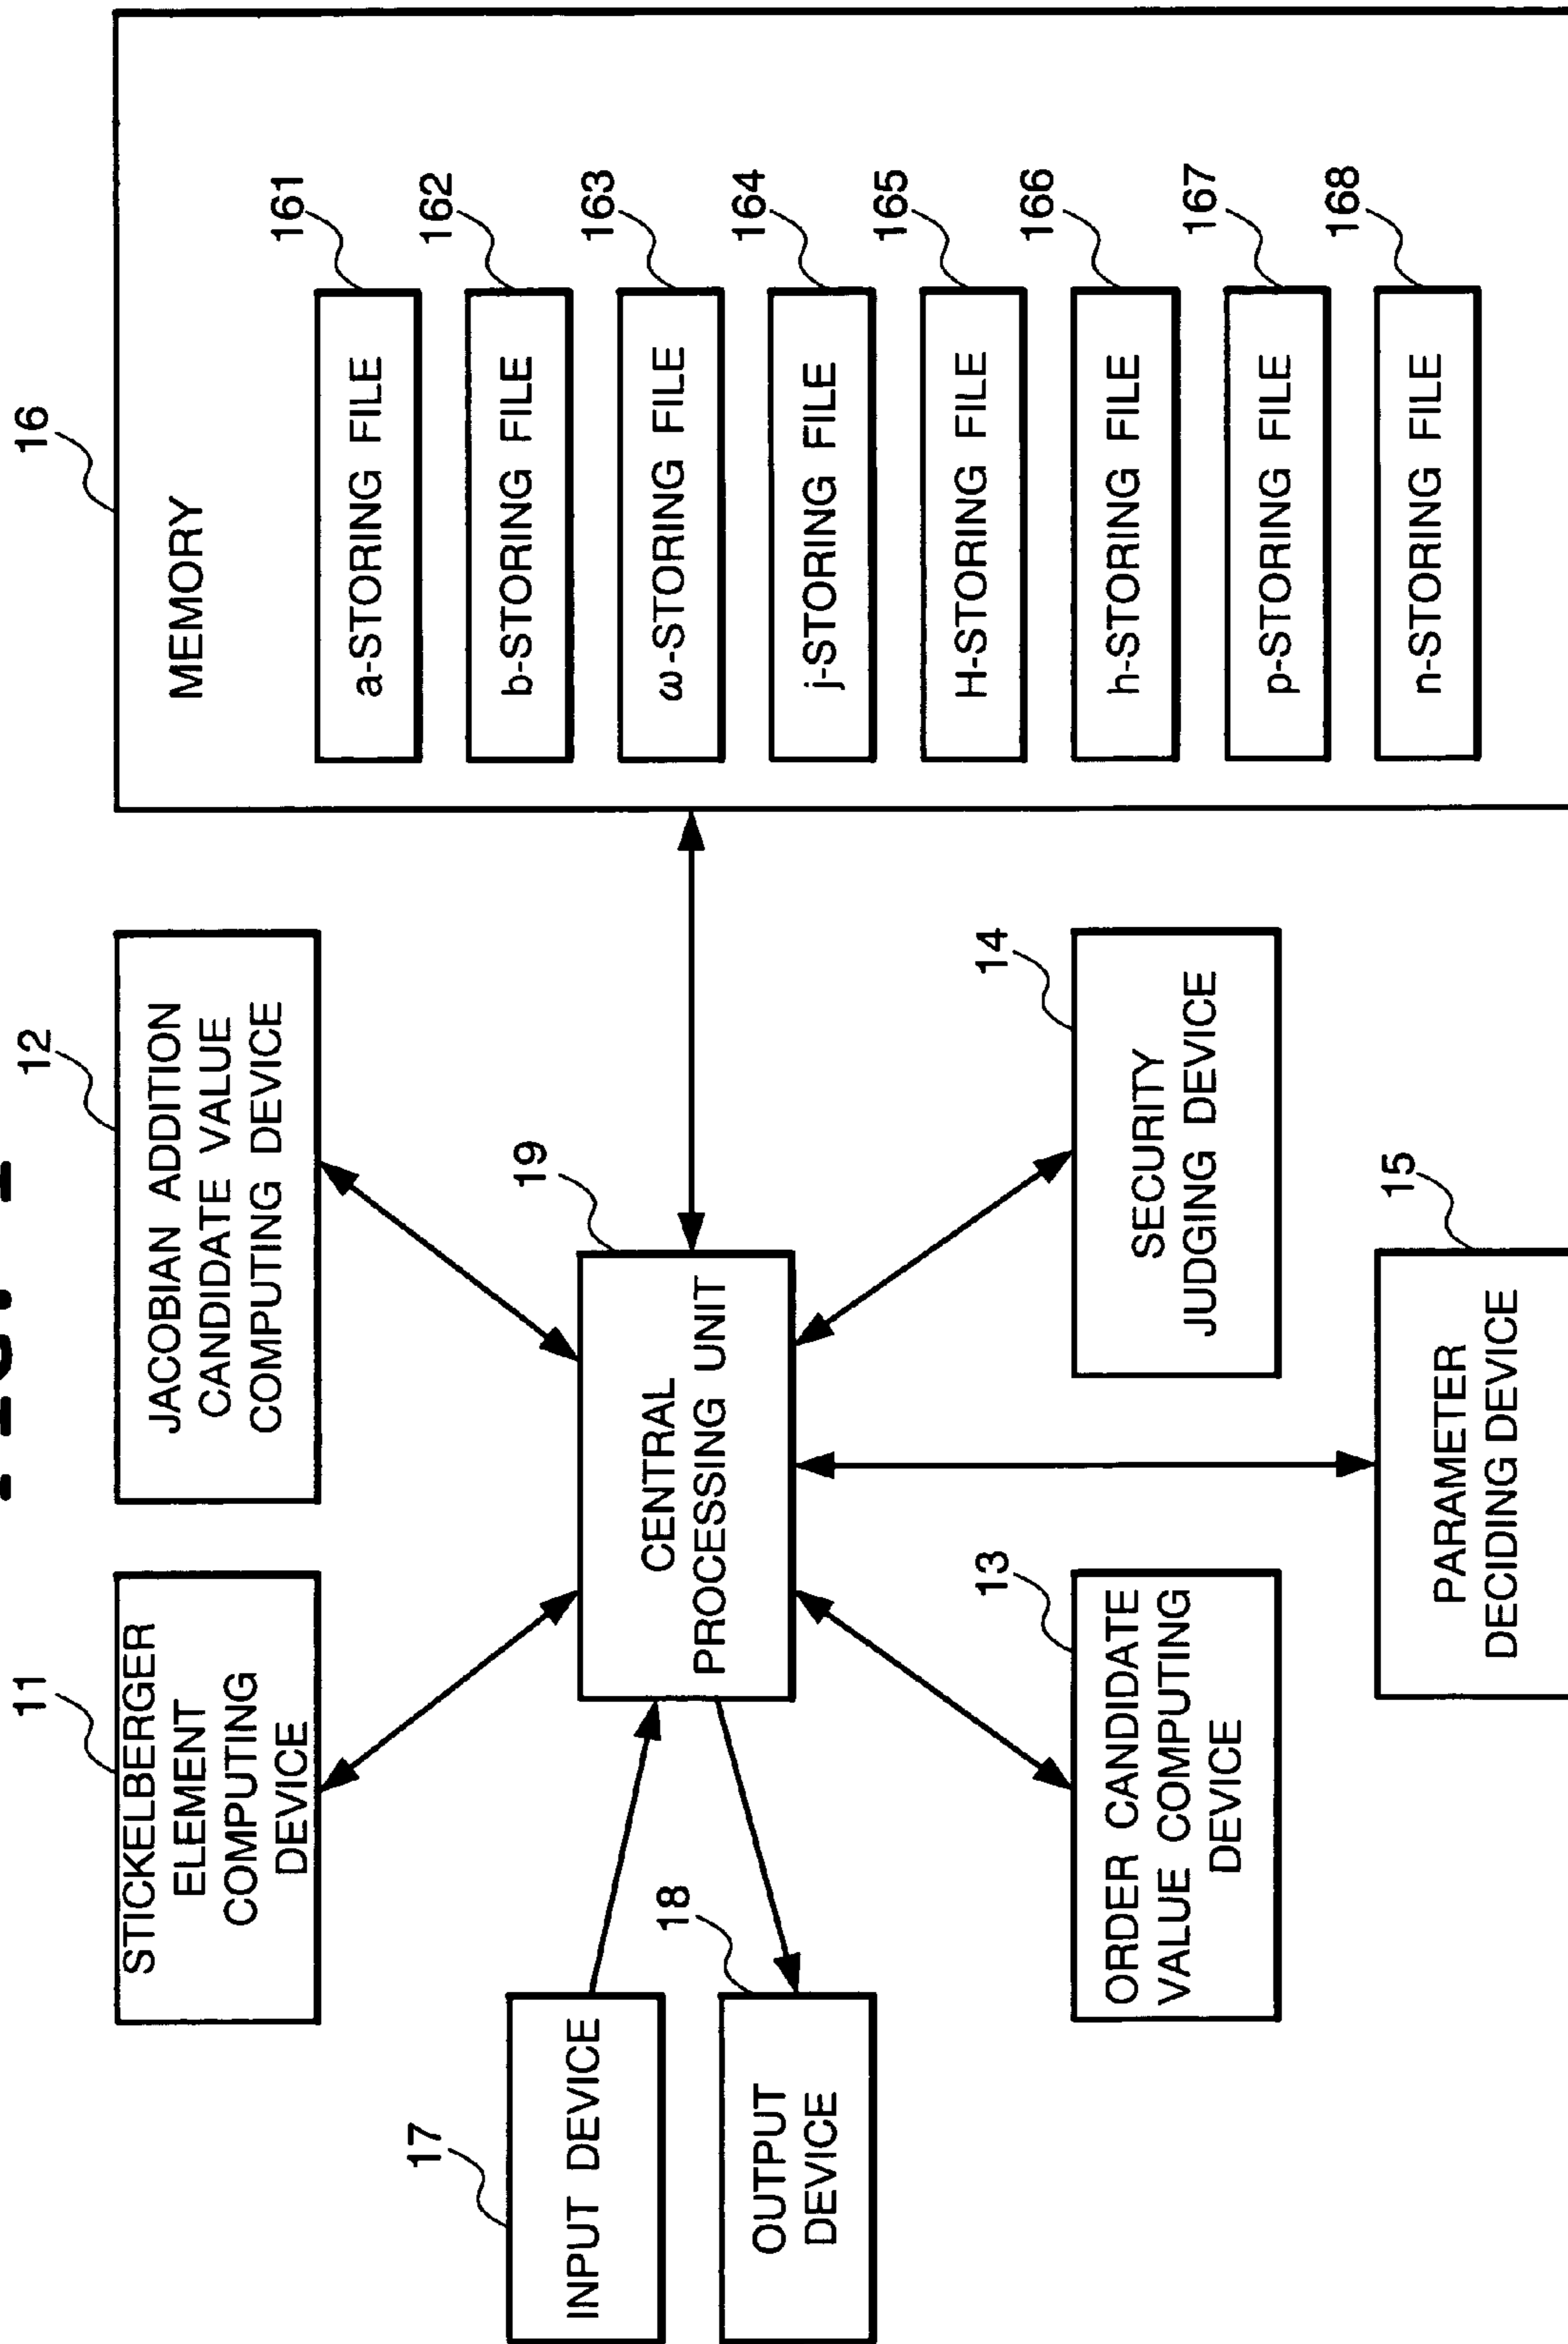 11
STICKELBERGER
ELEMENT
COMPUTING
DEVICE
12
JACOBIAN ADDITION
CANDIDATE VALUE
COMPUTING DEVICE
16
MEMORY
a-STORING FILE
161
b-STORING FILE
162
ω-STORING FILE
163
j-STORING FILE
164
H-STORING FILE
165
h-STORING FILE
166
p-STORING FILE
167
n-STORING FILE
168
17
INPUT DEVICE
18
OUTPUT
DEVICE
19
CENTRAL
PROCESSING UNIT
13
ORDER CANDIDATE
VALUE COMPUTING
DEVICE
14
SECURITY
JUDGING DEVICE
15
PARAMETER
DECIDING DEVICE